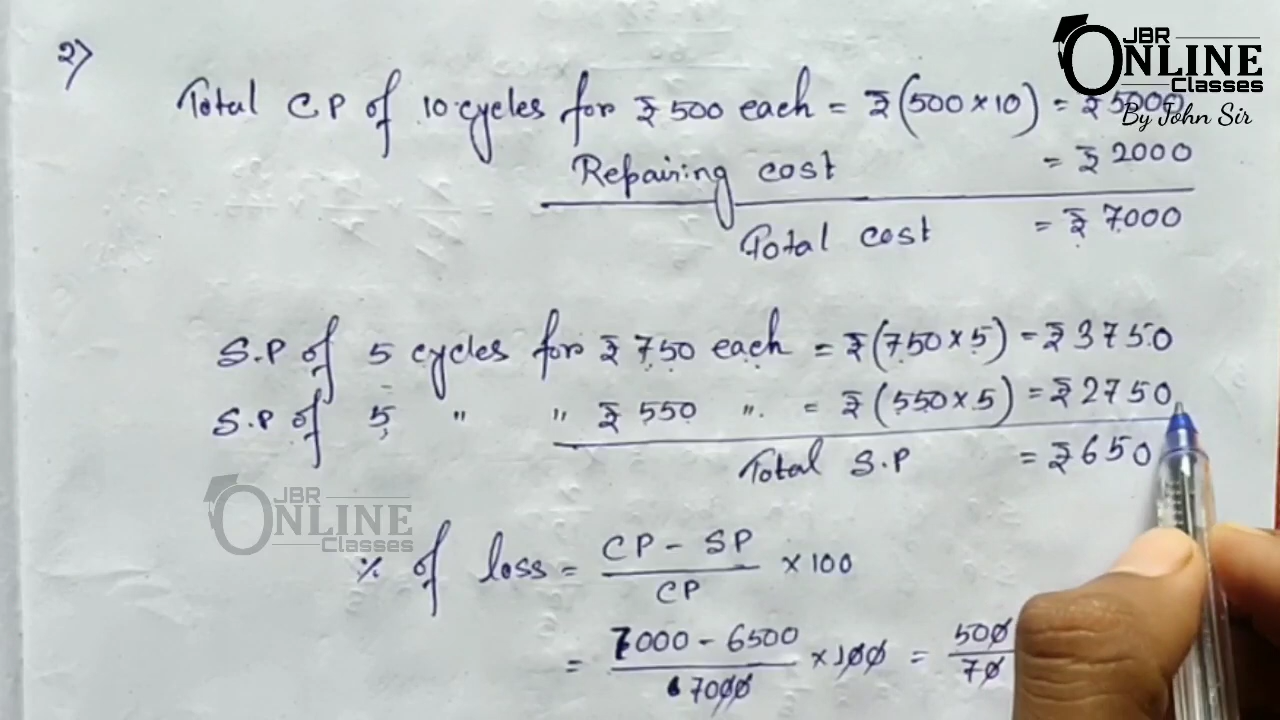 JBR
ONLINE
Classes
By John Sir
2)
Total CP of 10 cycles for ₹ 500 each = ₹ (500 × 10) = ₹ 5000
Repairing cost = ₹ 2000
Total cost = ₹ 7000
S.P of 5 cycles for ₹ 750 each = ₹ (750 × 5) = ₹ 3750
S.P of 5 " " ₹ 550 " = ₹ (550 × 5) = ₹ 2750
Total S.P = ₹ 650
JBR
ONLINE
Classes
% of loss = CP - SP / CP × 100
= 7000 - 6500 / 7000 × 100 = 500 / 70